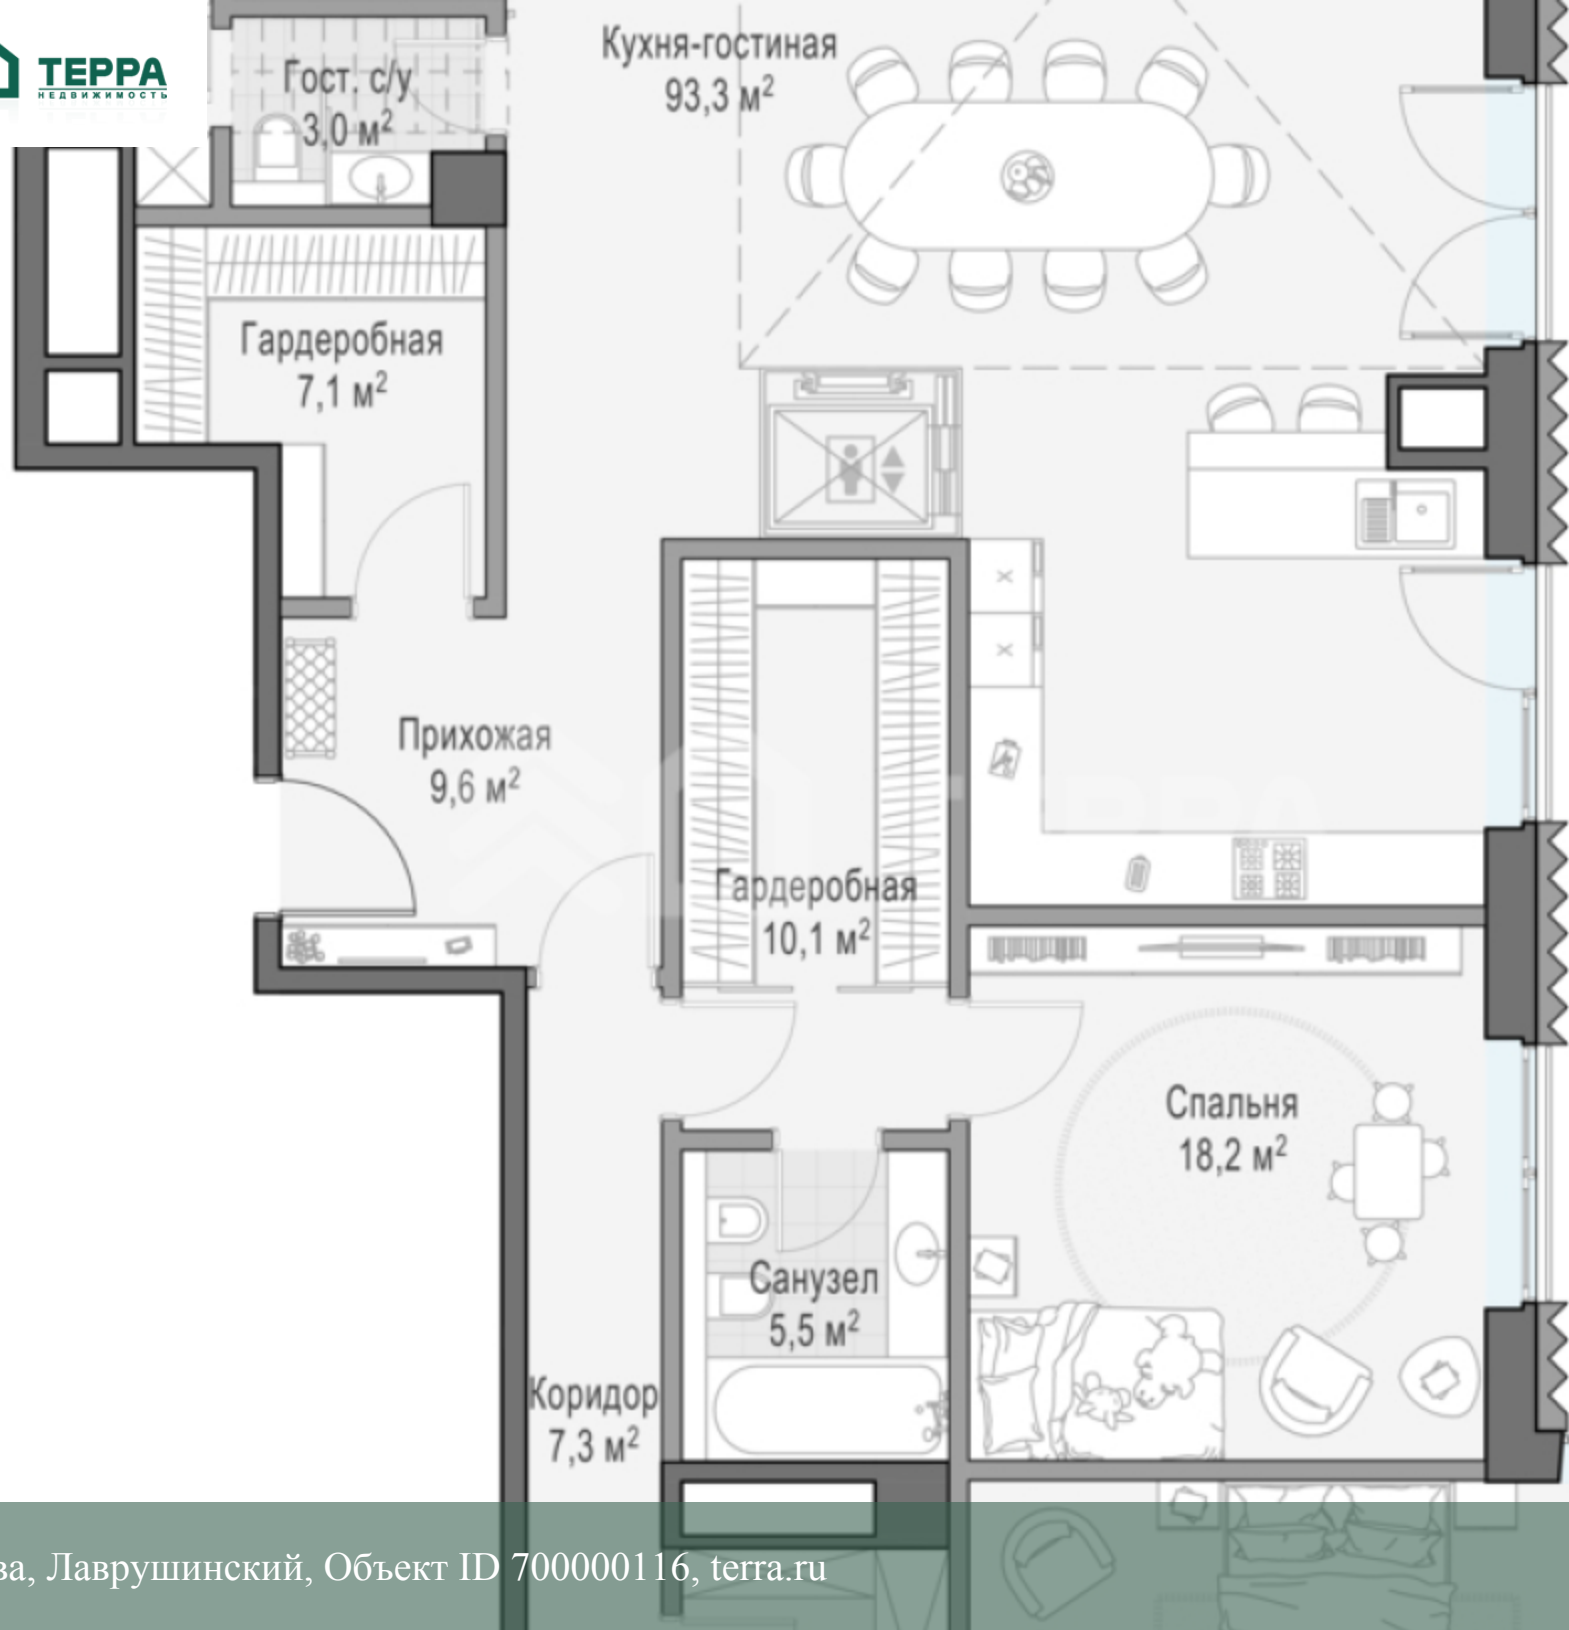 ТЕРРА
НЕДВИЖИМОСТЬ
Гост. с/у
3,0 м²
Кухня-гостиная
93,3 м²
Гардеробная
7,1 м²
Прихожая
9,6 м²
Гардеробная
10,1 м²
Спальня
18,2 м²
Санузел
5,5 м²
Коридор
7,3 м²
ва, Лаврушинский, Объект ID 700000116, terra.ru